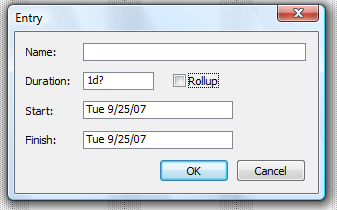 Entry
Name:
Duration: 1d? Rollup
Start: Tue 9/25/07
Finish: Tue 9/25/07
OK Cancel